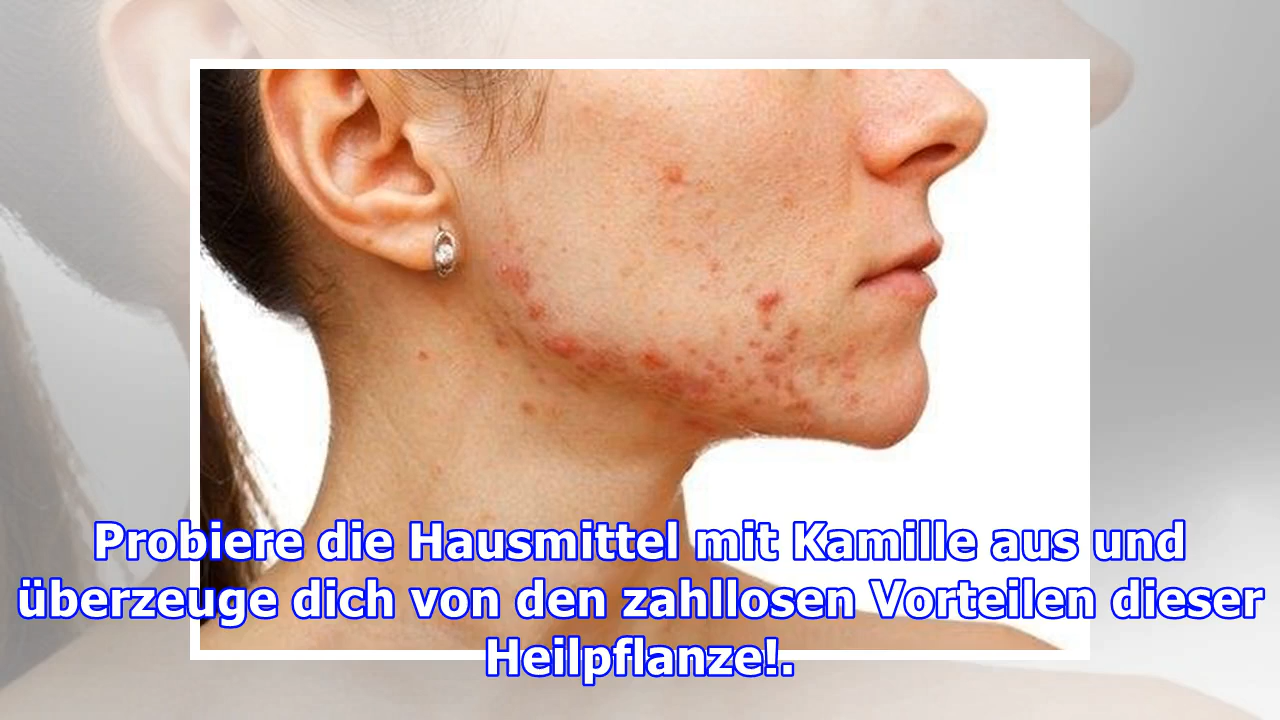 Probiere die Hausmittel mit Kamille aus und
überzeuge dich von den zahllosen Vorteilen dieser
Heilpflanze!.